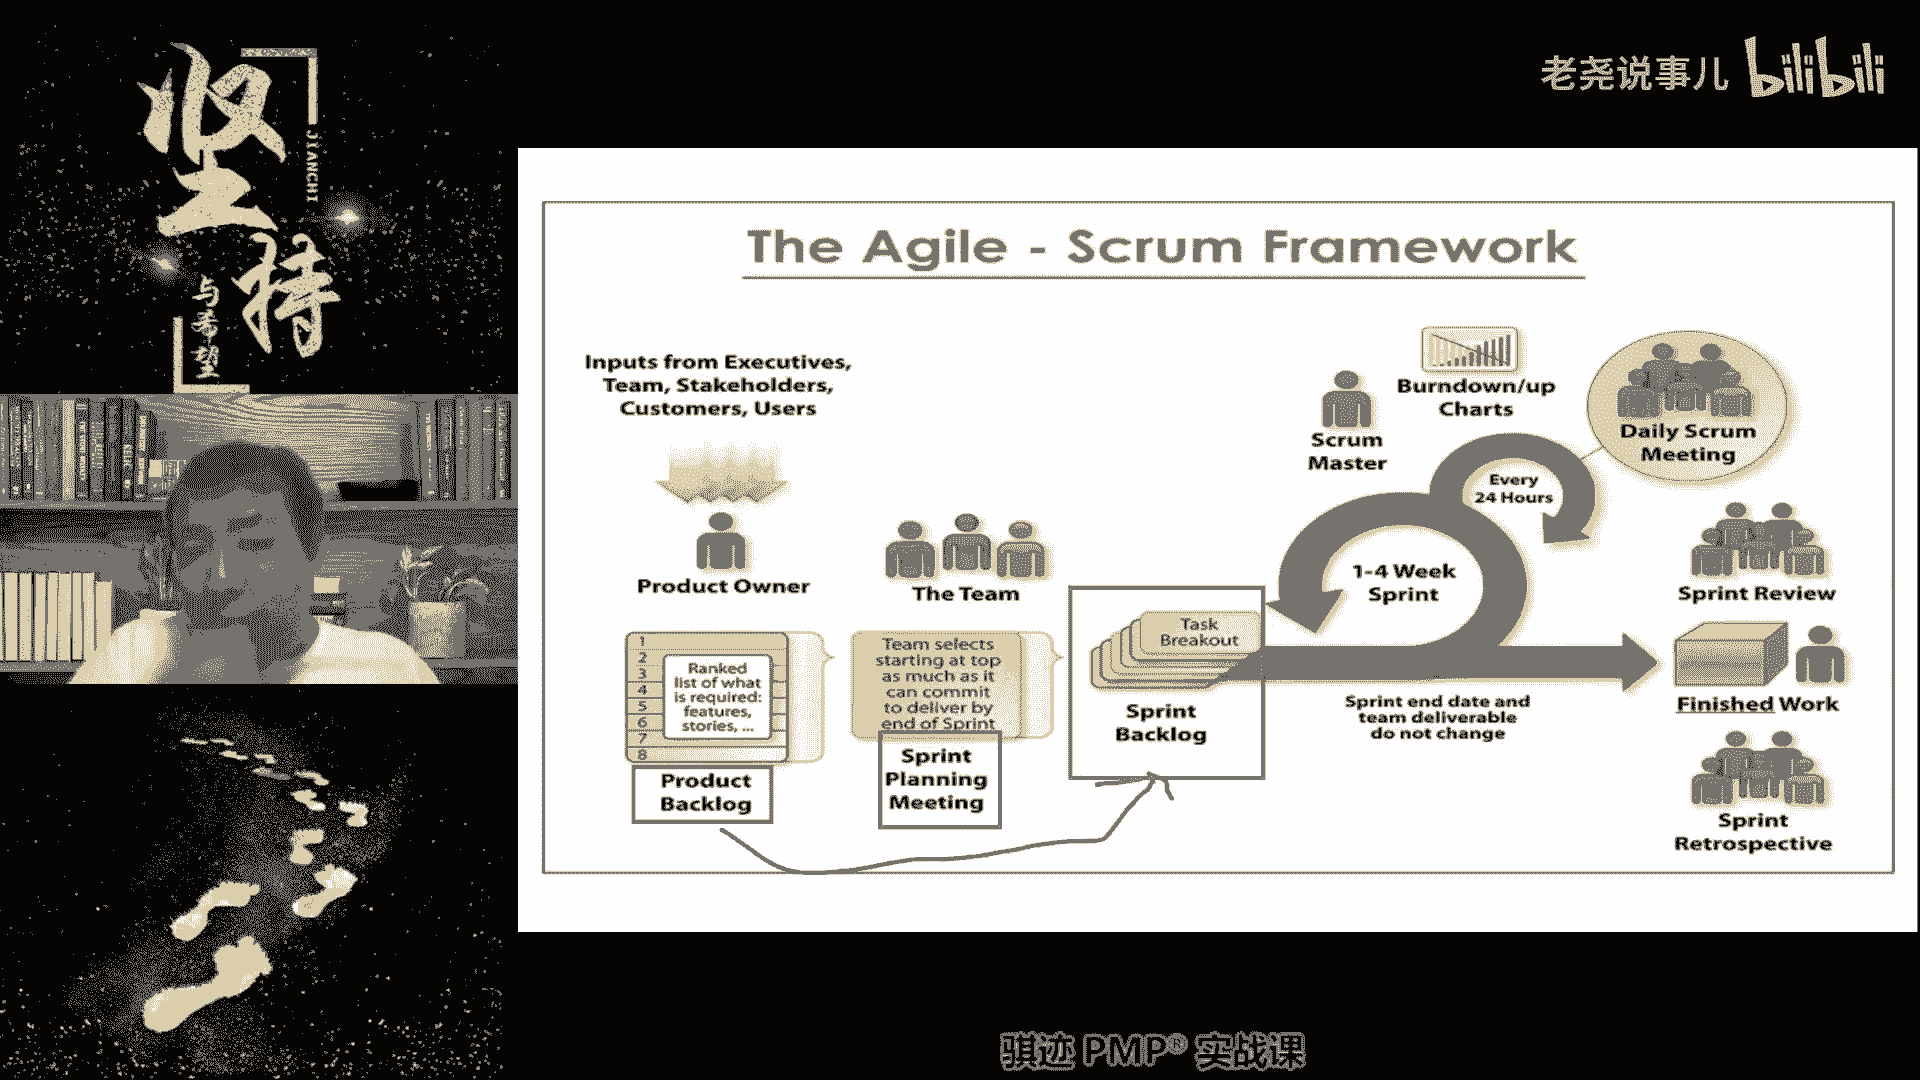 坚持
JIANCHI
与希望
老尧说事儿 bilibili
The Agile - Scrum Framework
Inputs from Executives,
Team, Stakeholders,
Customers, Users
Product Owner
The Team
1
2
3
4
5
6
7
8
Ranked
list of what
is required:
features,
stories, ...
Product
Backlog
Team selects
starting at top
as much as it
can commit
to deliver by
end of Sprint
Sprint
Planning
Meeting
Task
Breakout
Sprint
Backlog
Scrum
Master
Burndown/up
Charts
Every
24 Hours
Daily Scrum
Meeting
1-4 Week
Sprint
Sprint end date and
team deliverable
do not change
Sprint Review
Finished Work
Sprint
Retrospective
骐迹 PMP® 实战课